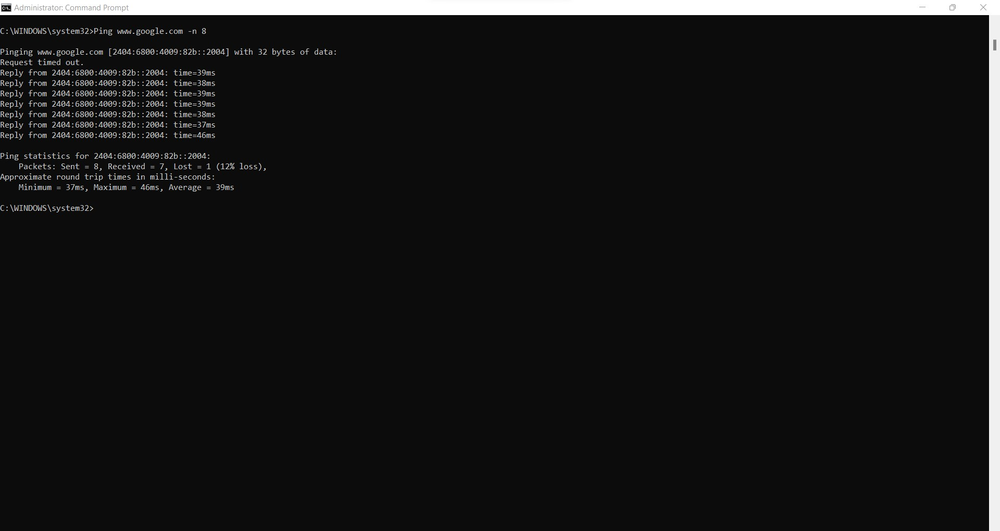 Administrator: Command Prompt
C:\WINDOWS\system32>Ping www.google.com -n 8
Pinging www.google.com [2404:6800:4009:82b::2004] with 32 bytes of data:
Request timed out.
Reply from 2404:6800:4009:82b::2004: time=39ms
Reply from 2404:6800:4009:82b::2004: time=38ms
Reply from 2404:6800:4009:82b::2004: time=39ms
Reply from 2404:6800:4009:82b::2004: time=39ms
Reply from 2404:6800:4009:82b::2004: time=38ms
Reply from 2404:6800:4009:82b::2004: time=37ms
Reply from 2404:6800:4009:82b::2004: time=46ms
Ping statistics for 2404:6800:4009:82b::2004:
    Packets: Sent = 8, Received = 7, Lost = 1 (12% loss),
Approximate round trip times in milli-seconds:
    Minimum = 37ms, Maximum = 46ms, Average = 39ms
C:\WINDOWS\system32>